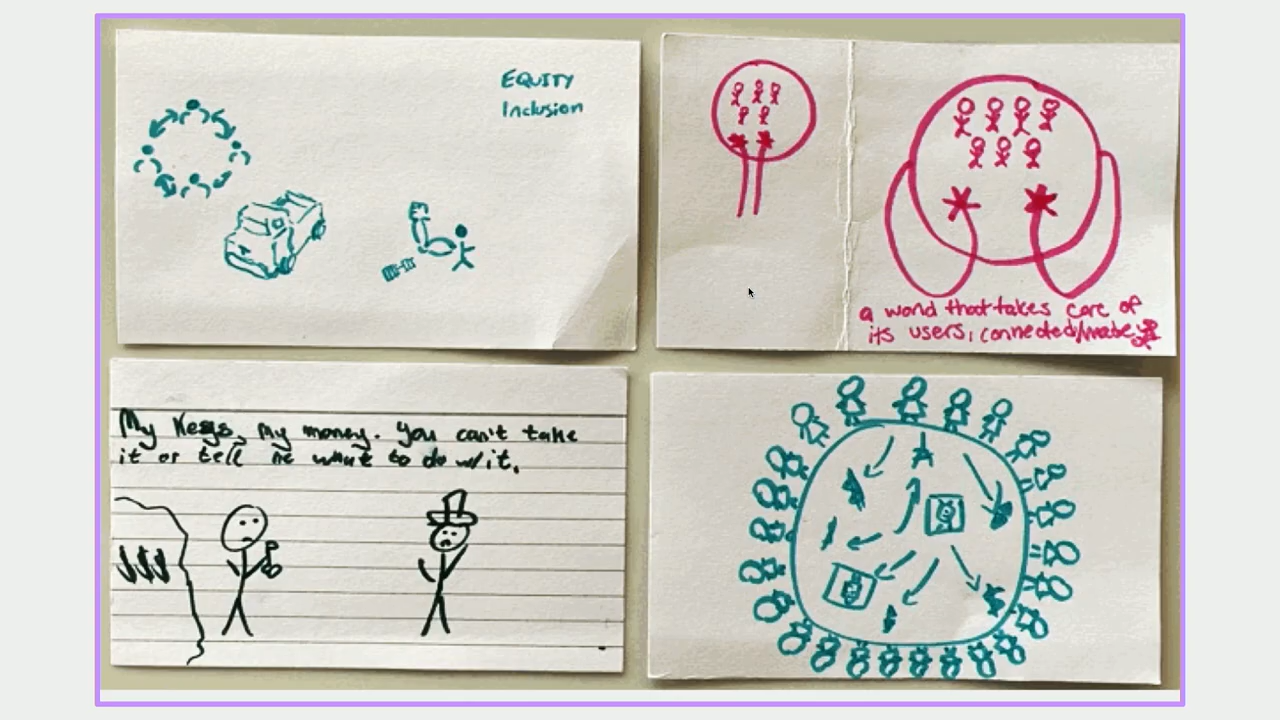 EQUITY
Inclusion
a world that takes care of
its users, connected/made
My Keys, my money. You can't take
it or tell me what to do w/it.